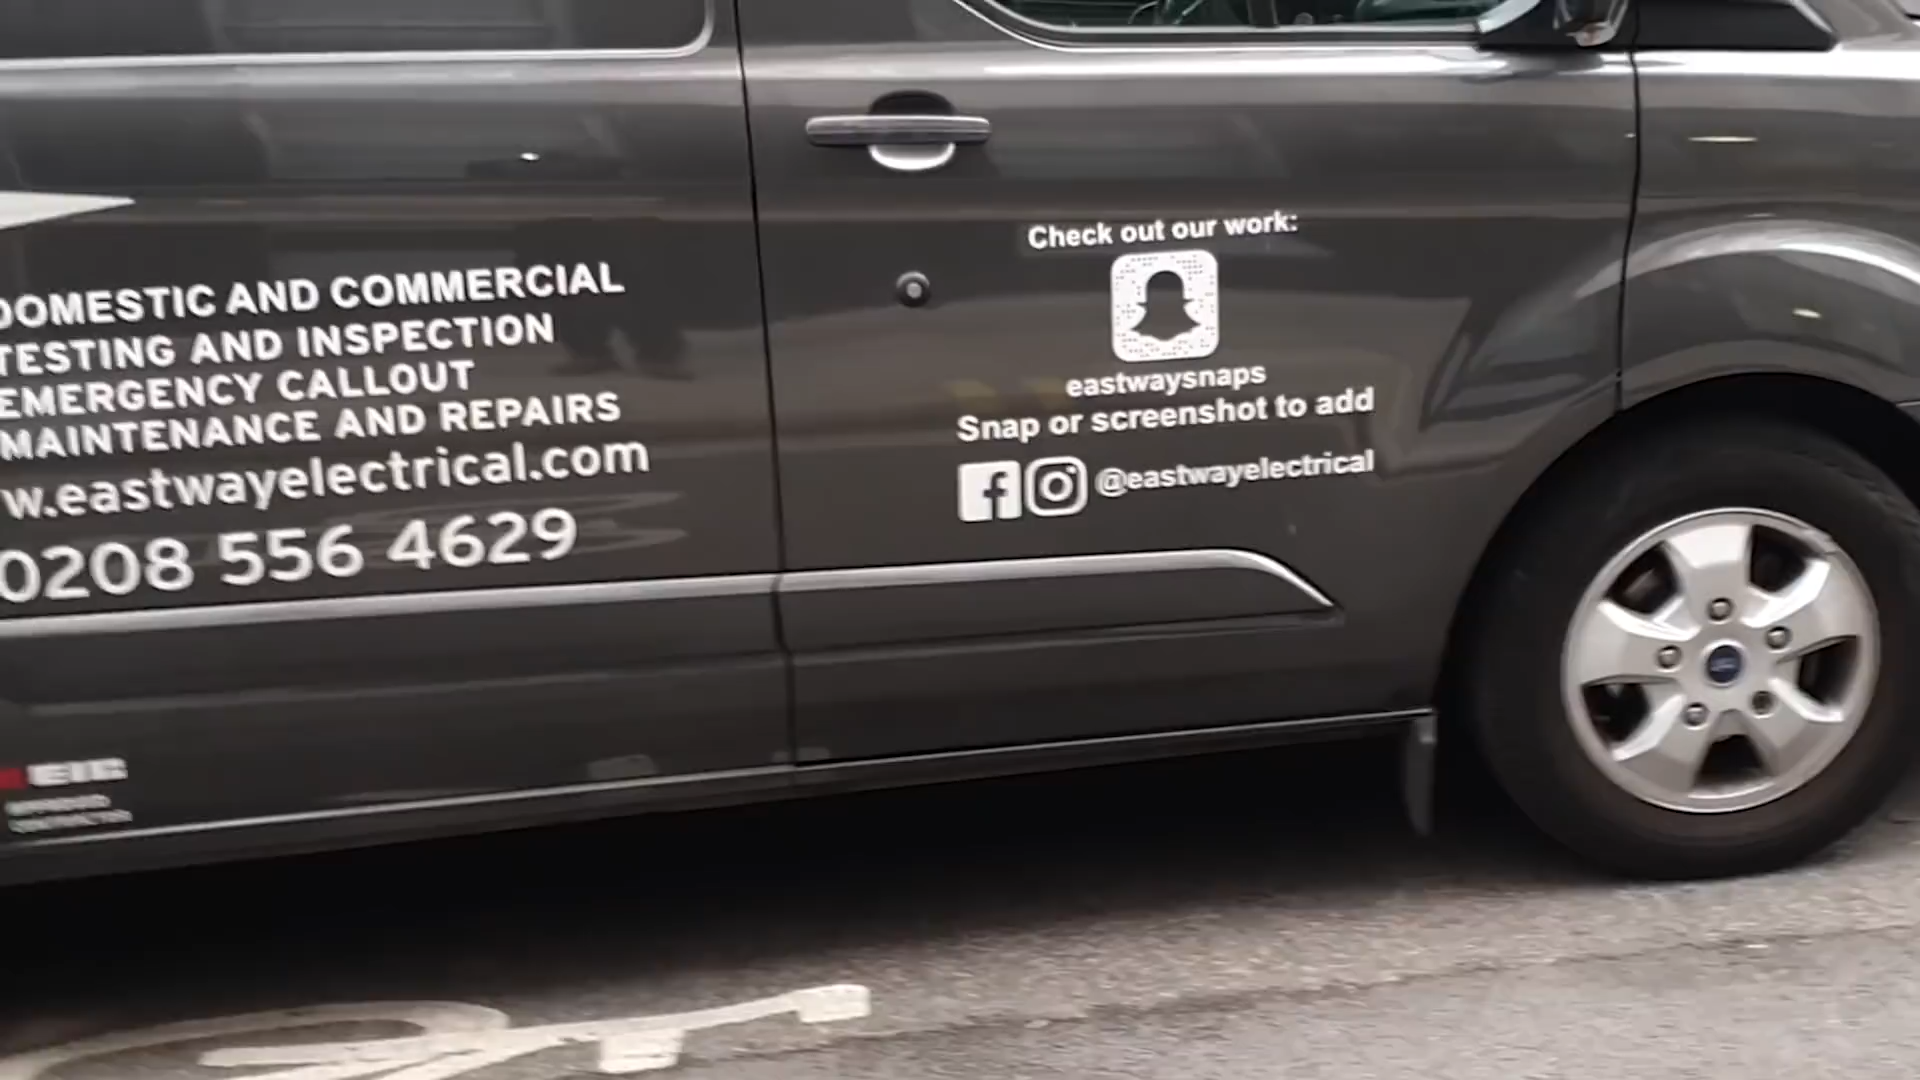 DOMESTIC AND COMMERCIAL
TESTING AND INSPECTION
EMERGENCY CALLOUT
MAINTENANCE AND REPAIRS
w.eastwayelectrical.com
0208 556 4629
Check out our work:
eastwaysnaps
Snap or screenshot to add
@eastwayelectrical